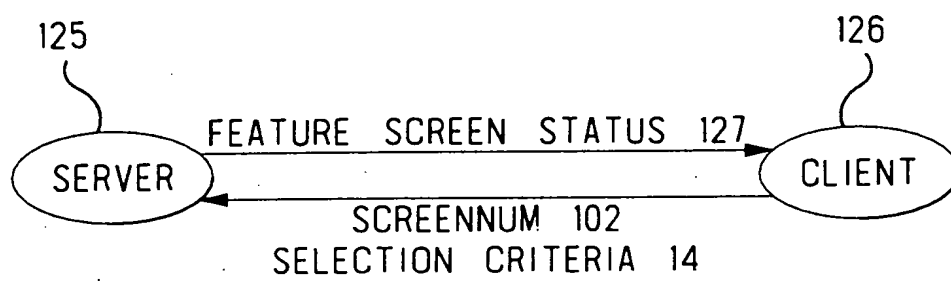 125
126
FEATURE SCREEN STATUS 127
SERVER
CLIENT
SCREENNUM 102
SELECTION CRITERIA 14